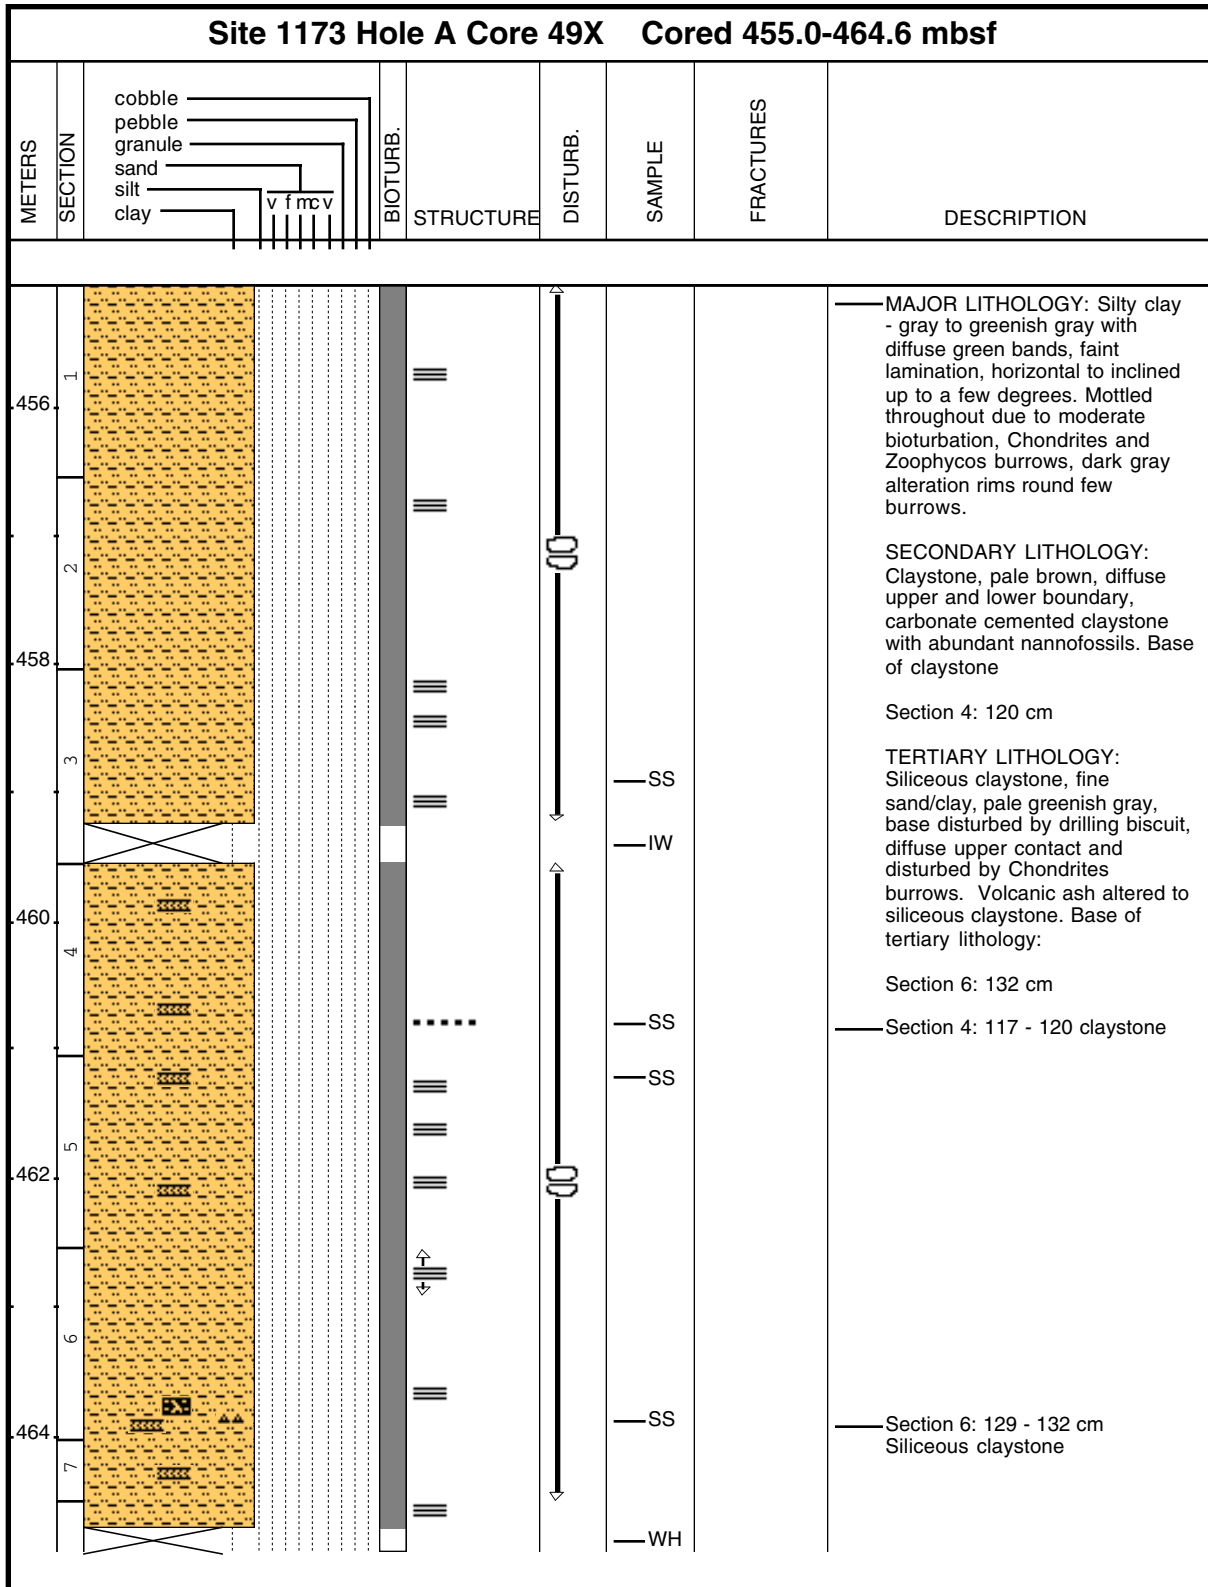 Site 1173 Hole A Core 49X Cored 455.0-464.6 mbsf
METERS
SECTION
cobble
pebble
granule
sand
silt
clay
v f m c v
BIOTURB.
STRUCTURE
DISTURB.
SAMPLE
FRACTURES
DESCRIPTION
456
458
460
462
464
1
2
3
4
5
6
7
SS
IW
SS
SS
SS
WH
MAJOR LITHOLOGY: Silty clay
- gray to greenish gray with
diffuse green bands, faint
lamination, horizontal to inclined
up to a few degrees. Mottled
throughout due to moderate
bioturbation, Chondrites and
Zoophycos burrows, dark gray
alteration rims round few
burrows.
SECONDARY LITHOLOGY:
Claystone, pale brown, diffuse
upper and lower boundary,
carbonate cemented claystone
with abundant nannofossils. Base
of claystone
Section 4: 120 cm
TERTIARY LITHOLOGY:
Siliceous claystone, fine
sand/clay, pale greenish gray,
base disturbed by drilling biscuit,
diffuse upper contact and
disturbed by Chondrites
burrows. Volcanic ash altered to
siliceous claystone. Base of
tertiary lithology:
Section 6: 132 cm
Section 4: 117 - 120 claystone
Section 6: 129 - 132 cm
Siliceous claystone